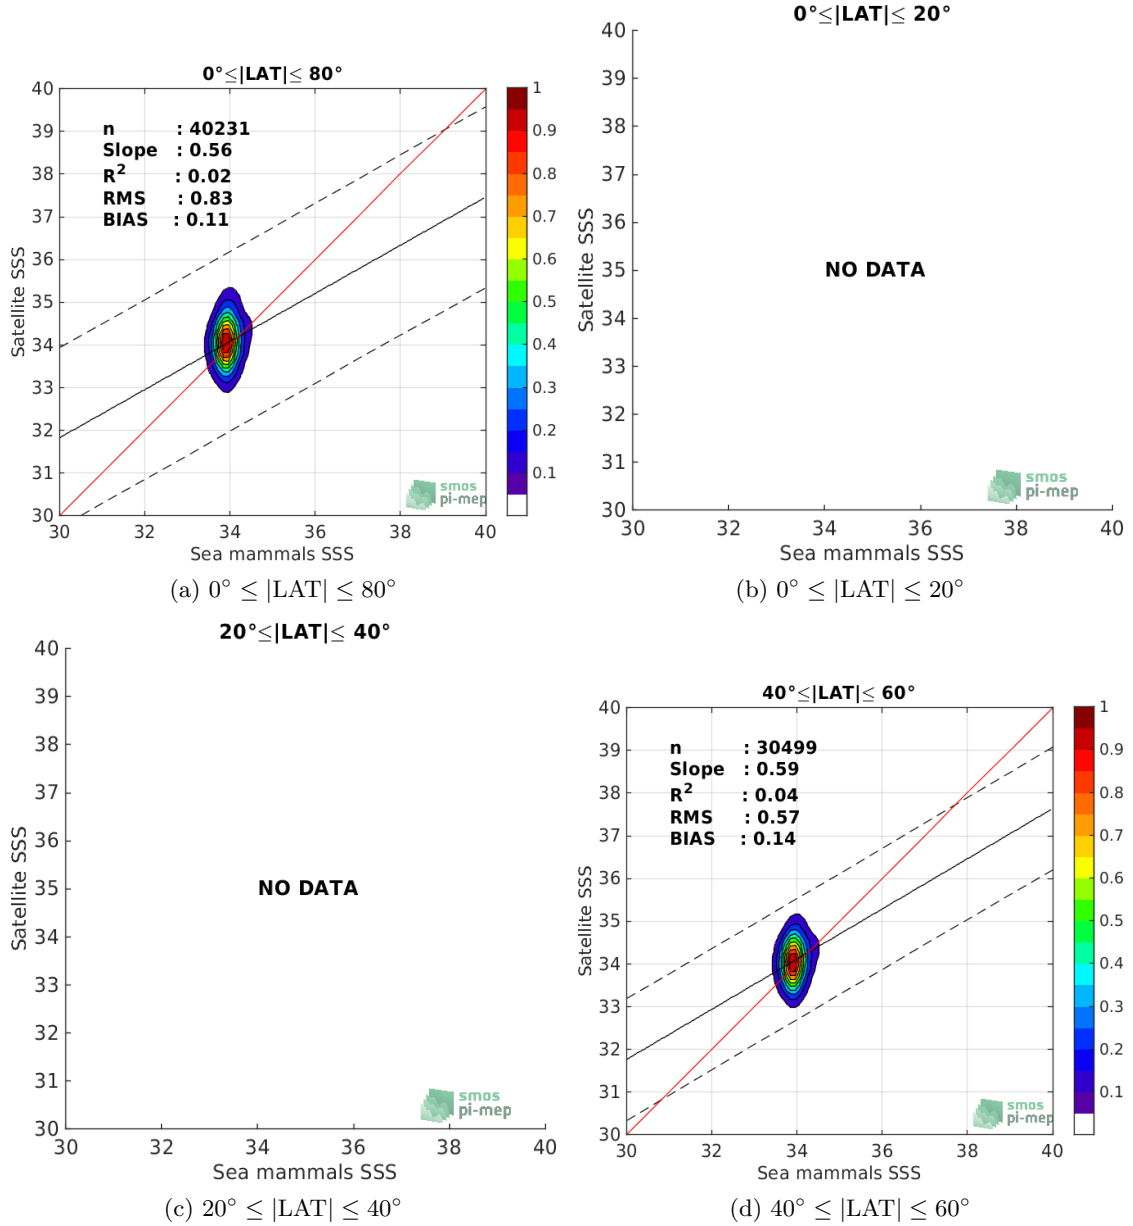 0°≤|LAT|≤ 80°
40
39
38
37
36
35
34
33
32
31
30
n : 40231
Slope : 0.56
R² : 0.02
RMS : 0.83
BIAS : 0.11
1
0.9
0.8
0.7
0.6
0.5
0.4
0.3
0.2
0.1
Satellite SSS
smos
pi-mep
30 32 34 36 38 40
Sea mammals SSS
(a) 0° ≤ |LAT| ≤ 80°
0°≤|LAT|≤ 20°
40
39
38
37
36
35
34
33
32
31
30
Satellite SSS
NO DATA
smos
pi-mep
30 32 34 36 38 40
Sea mammals SSS
(b) 0° ≤ |LAT| ≤ 20°
20°≤|LAT|≤ 40°
40
39
38
37
36
35
34
33
32
31
30
Satellite SSS
NO DATA
smos
pi-mep
30 32 34 36 38 40
Sea mammals SSS
(c) 20° ≤ |LAT| ≤ 40°
40°≤|LAT|≤ 60°
40
39
38
37
36
35
34
33
32
31
30
n : 30499
Slope : 0.59
R² : 0.04
RMS : 0.57
BIAS : 0.14
1
0.9
0.8
0.7
0.6
0.5
0.4
0.3
0.2
0.1
Satellite SSS
smos
pi-mep
30 32 34 36 38 40
Sea mammals SSS
(d) 40° ≤ |LAT| ≤ 60°